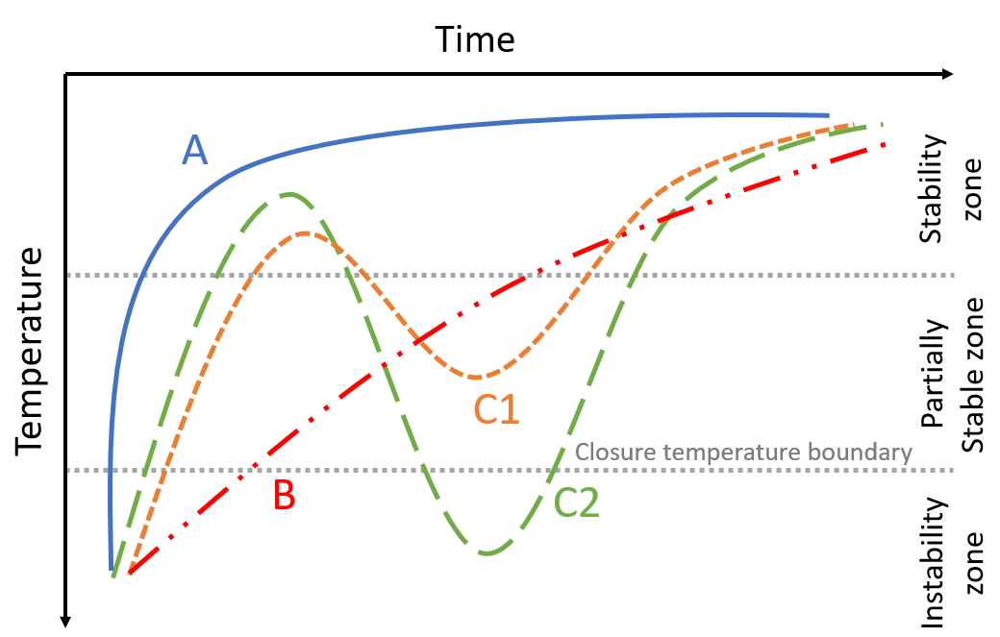 Time
A
Stability
zone
Temperature
Partially
Stable zone
C1
Closure temperature boundary
B
C2
Instability
zone